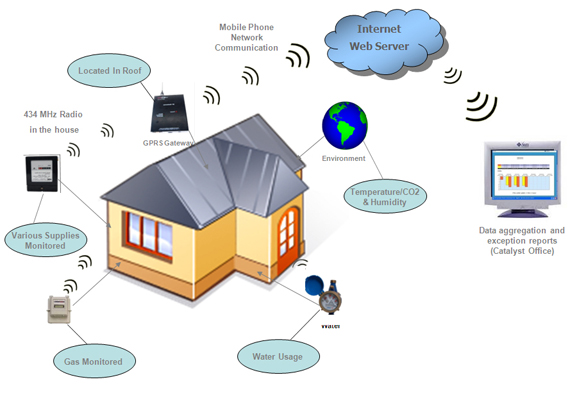 Mobile Phone
Network
Communication
Internet
Web Server
Located In Roof
434 MHz Radio
in the house
GPRS Gateway
Environment
Temperature/CO2
& Humidity
Various Supplies
Monitored
Data aggregation and
exception reports
(Catalyst Office)
Water
Gas Monitored
Water Usage